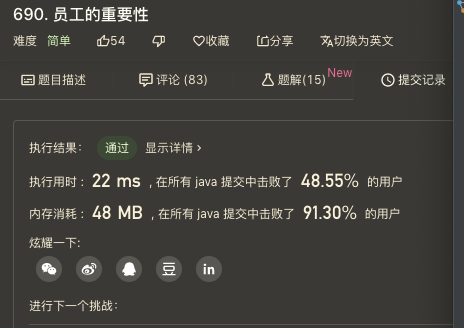 690. 员工的重要性
难度 简单 54 收藏 分享 切换为英文
题目描述 评论 (83) 题解(15) New 提交记录
执行结果: 通过 显示详情 ›
执行用时 : 22 ms , 在所有 java 提交中击败了 48.55% 的用户
内存消耗 : 48 MB , 在所有 java 提交中击败了 91.30% 的用户
炫耀一下:
豆 in
进行下一个挑战: